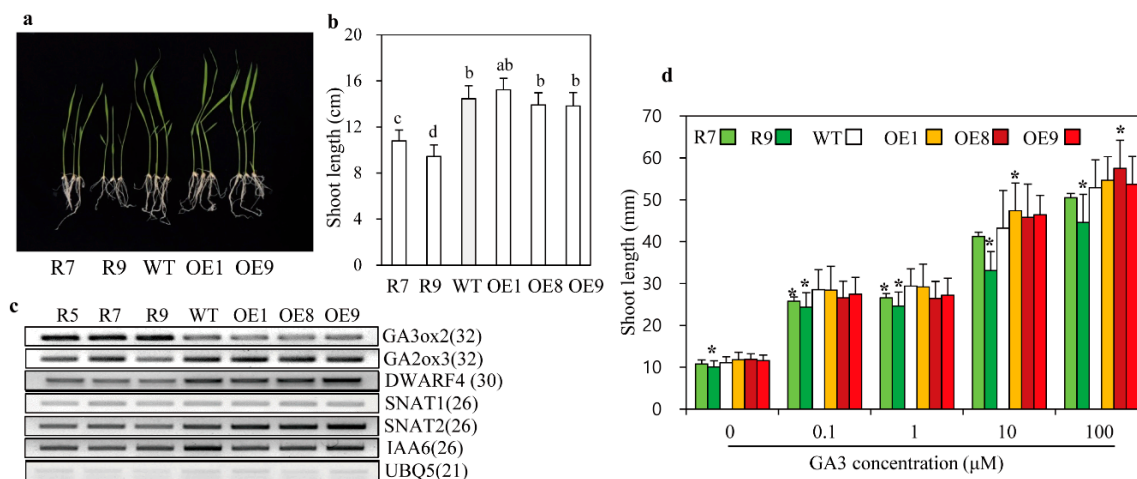 a
R7 R9 WT OE1 OE9
b
Shoot length (cm)
20
16
12
8
4
0
c
d
b
ab
b
b
R7 R9 WT OE1 OE8 OE9
c
R5 R7 R9 WT OE1 OE8 OE9
GA3ox2(32)
GA2ox3(32)
DWARF4 (30)
SNAT1(26)
SNAT2(26)
IAA6(26)
UBQ5(21)
d
Shoot length (mm)
70
60
50
40
30
20
10
0
R7 R9 WT OE1 OE8 OE9
*
* *
* *
* *
* *
0 0.1 1 10 100
GA3 concentration (μM)